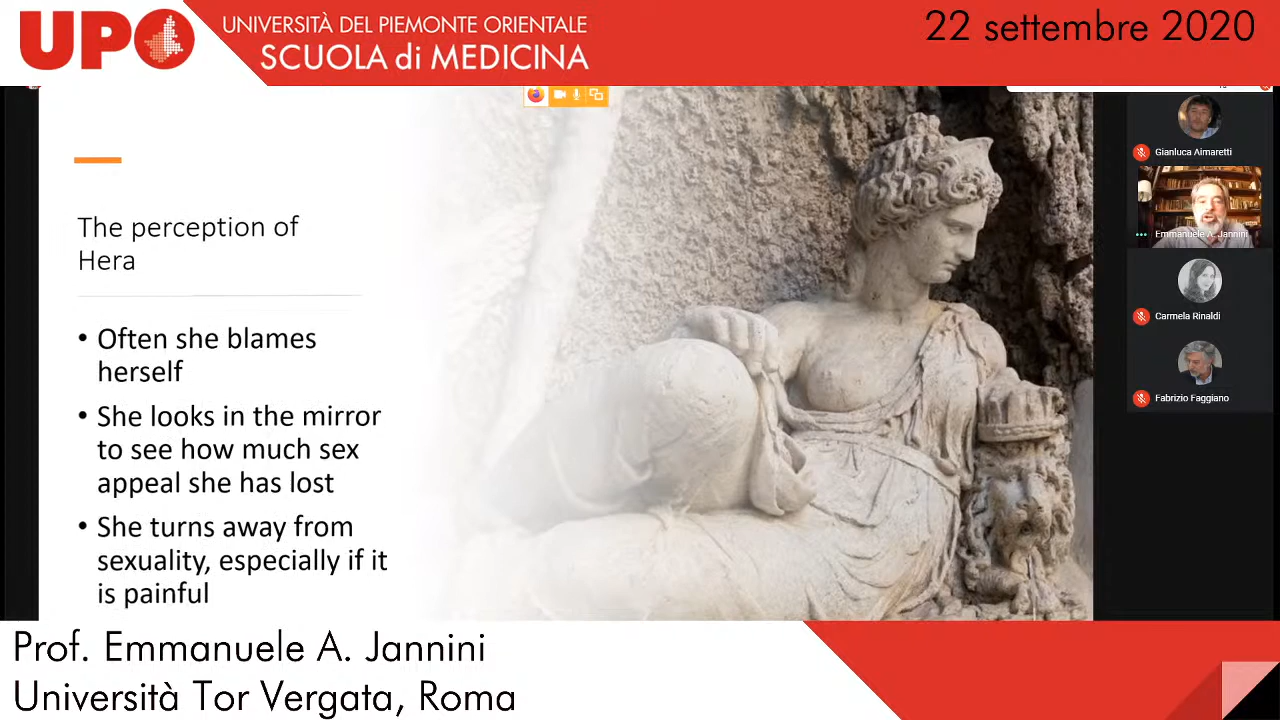 UPO
UNIVERSITÀ DEL PIEMONTE ORIENTALE
SCUOLA di MEDICINA
22 settembre 2020
The perception of
Hera
• Often she blames
herself
• She looks in the mirror
to see how much sex
appeal she has lost
• She turns away from
sexuality, especially if it
is painful
Gianluca Aimaretti
Emmanuele A. Jannini
Carmela Rinaldi
Fabrizio Faggiano
Prof. Emmanuele A. Jannini
Università Tor Vergata, Roma